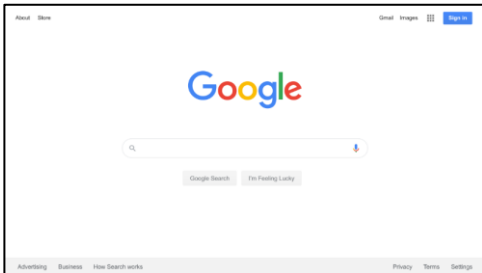 About Store Gmail Images Sign in
Google
Google Search I'm Feeling Lucky
Advertising Business How Search works Privacy Terms Settings